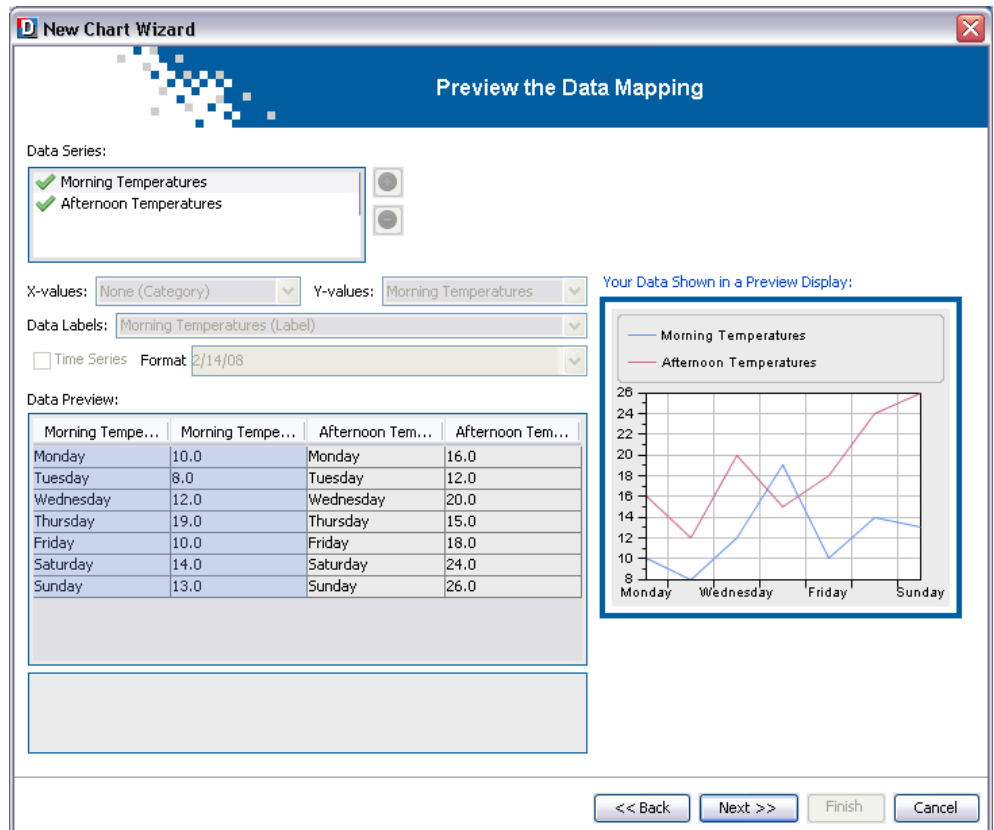 New Chart Wizard
Preview the Data Mapping
Data Series:
Morning Temperatures
Afternoon Temperatures
X-values: None (Category) Y-values: Morning Temperatures
Data Labels: Morning Temperatures (Label)
Time Series Format 2/14/08
Data Preview:
Morning Tempe... Morning Tempe... Afternoon Tem... Afternoon Tem...
Monday 10.0 Monday 16.0
Tuesday 8.0 Tuesday 12.0
Wednesday 12.0 Wednesday 20.0
Thursday 19.0 Thursday 15.0
Friday 10.0 Friday 18.0
Saturday 14.0 Saturday 24.0
Sunday 13.0 Sunday 26.0
Your Data Shown in a Preview Display:
Morning Temperatures
Afternoon Temperatures
26
24
22
20
18
16
14
12
10
8
Monday Wednesday Friday Sunday
<< Back Next >> Finish Cancel